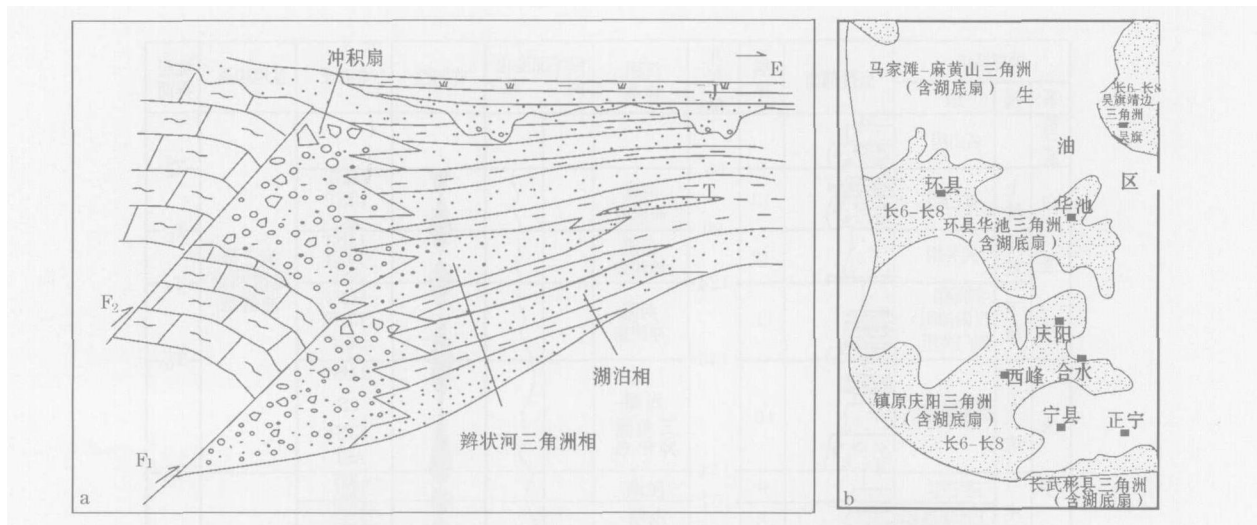 冲积扇
E
J
T
F2
湖泊相
辫状河三角洲相
F1
a
马家滩-麻黄山三角洲
(含湖底扇)
生
油
区
长6-长8
吴旗靖边
三角洲
吴旗
环县
长6-长8
华池
环县华池三角洲
(含湖底扇)
庆阳
西峰
合水
镇原庆阳三角洲
(含湖底扇)
宁县
正宁
长6-长8
长武彬县三角洲
(含湖底扇)
b